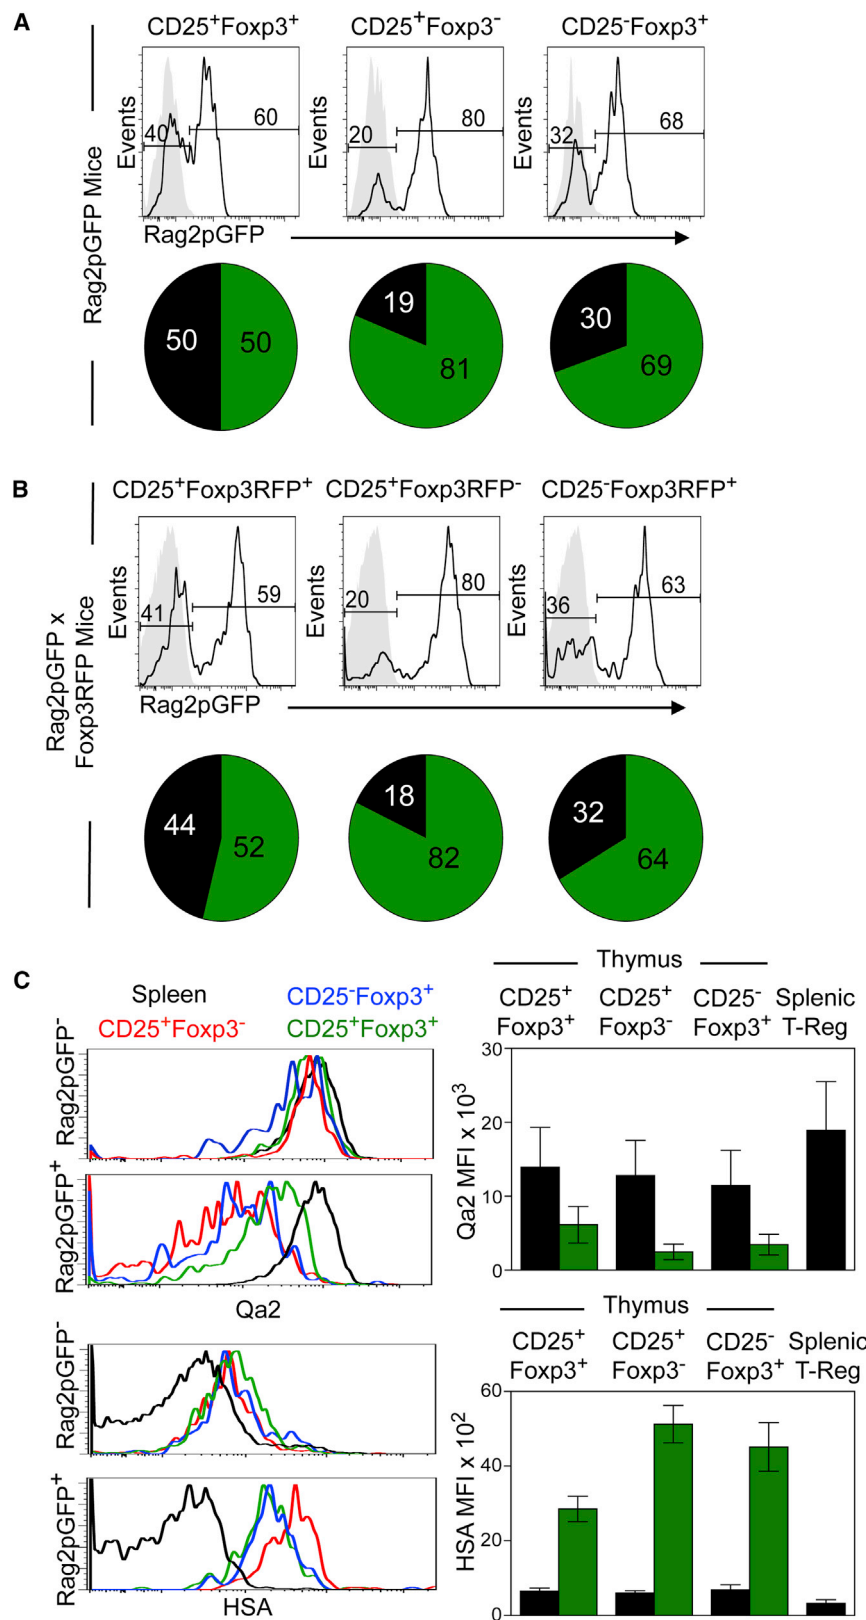 A
CD25+Foxp3+ CD25+Foxp3- CD25-Foxp3+
Rag2pGFP Mice
Events 40 60
Events 20 80
Events 32 68
Rag2pGFP
50 50
19 81
30 69
B
CD25+Foxp3RFP+ CD25+Foxp3RFP- CD25-Foxp3RFP+
Rag2pGFP x
Foxp3RFP Mice
Events 41 59
Events 20 80
Events 36 63
Rag2pGFP
44 52
18 82
32 64
C
Spleen CD25-Foxp3+
CD25+Foxp3- CD25+Foxp3+
Rag2pGFP-
Rag2pGFP+
Qa2
Rag2pGFP-
Rag2pGFP+
HSA
Thymus
CD25+ CD25+ CD25- Splenic
Foxp3+ Foxp3- Foxp3+ T-Reg
Qa2 MFI x 10³
30
20
10
0
Thymus
CD25+ CD25+ CD25- Splenic
Foxp3+ Foxp3- Foxp3+ T-Reg
HSA MFI x 10²
60
40
20
0